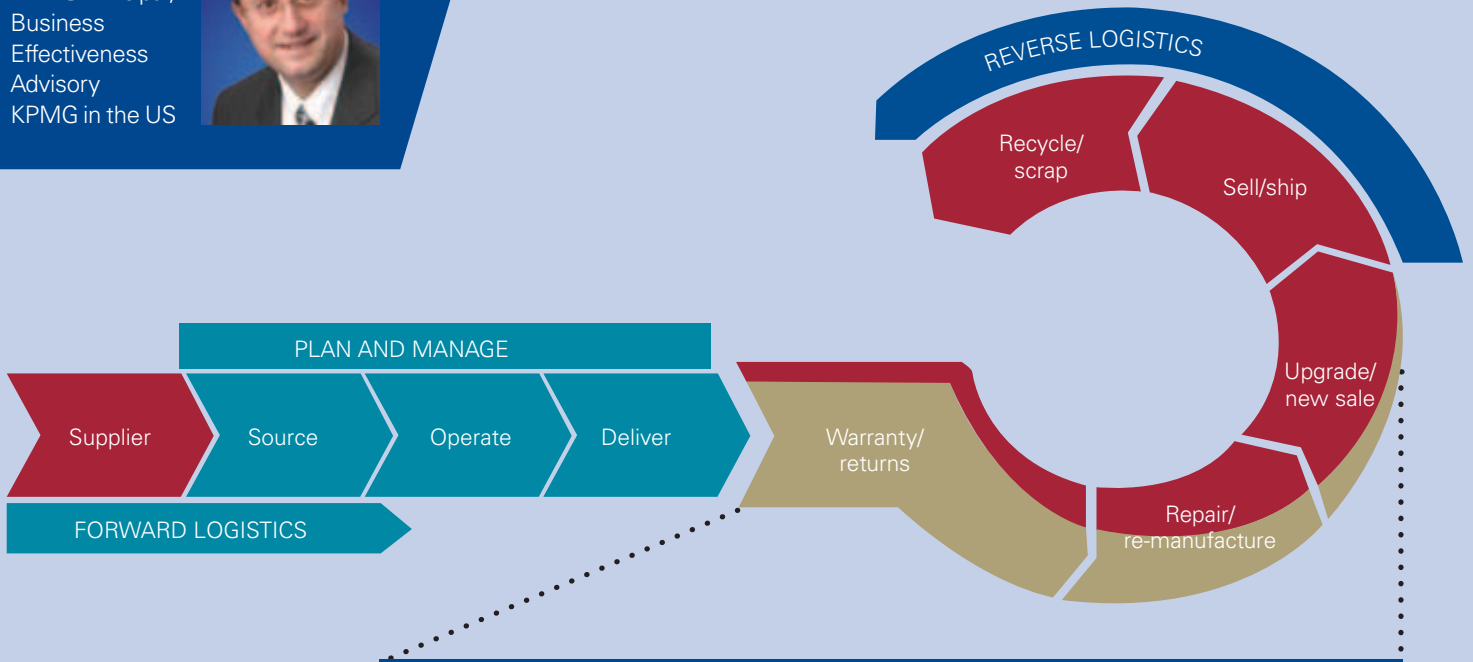 Business
Effectiveness
Advisory
KPMG in the US
REVERSE LOGISTICS
Recycle/
scrap
Sell/ship
Upgrade/
new sale
PLAN AND MANAGE
Supplier
Source
Operate
Deliver
Warranty/
returns
Repair/
re-manufacture
FORWARD LOGISTICS